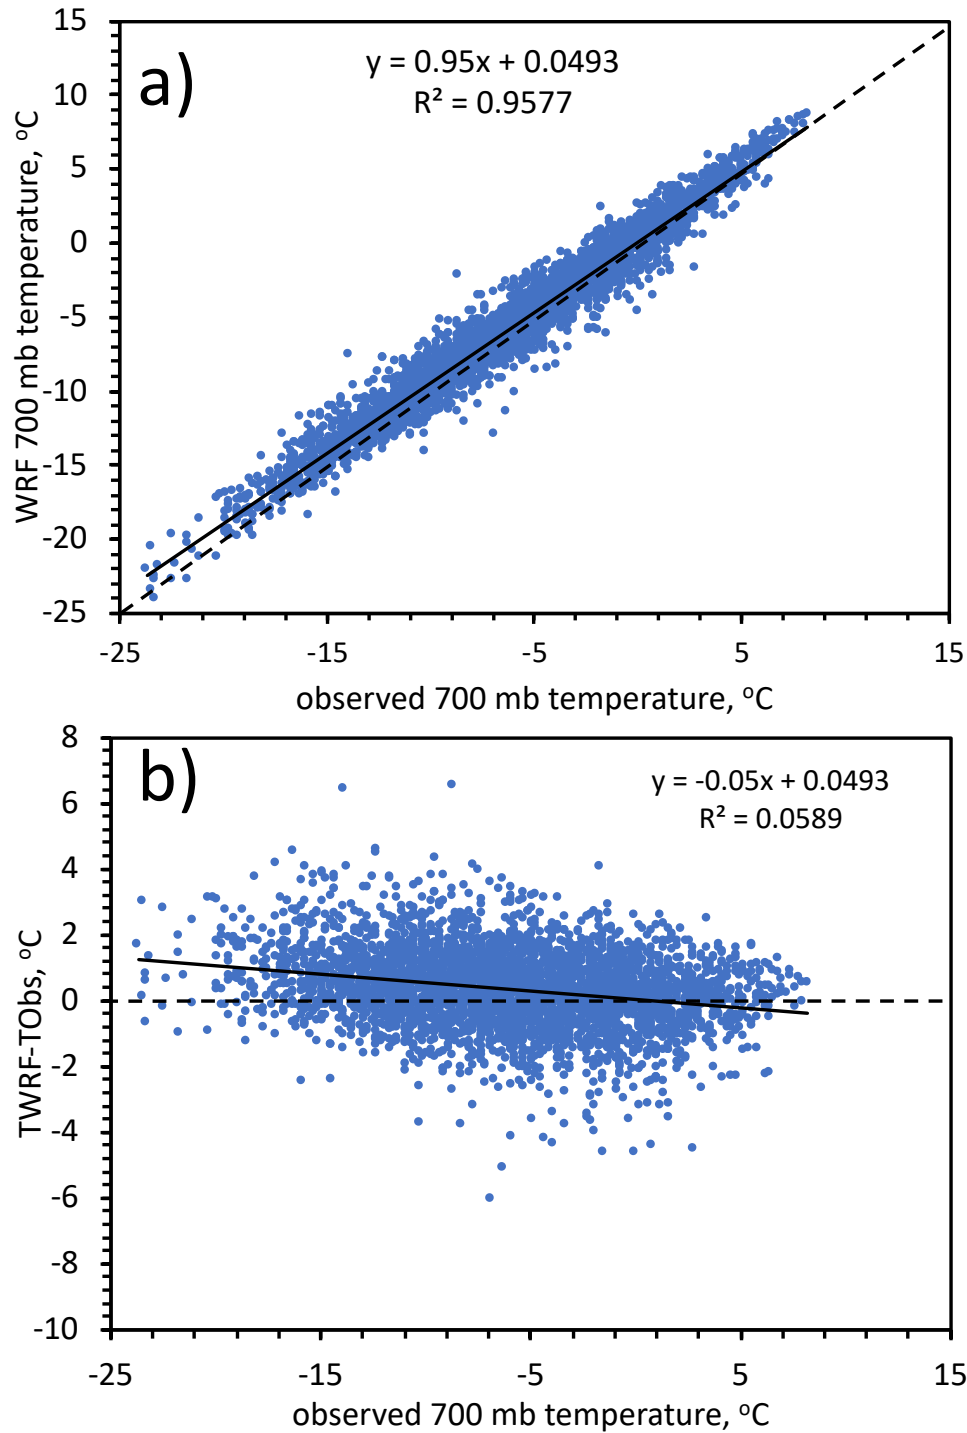 a)
y = 0.95x + 0.0493
R² = 0.9577
15
10
5
0
-5
-10
-15
-20
-25
WRF 700 mb temperature, °C
-25 -15 -5 5 15
observed 700 mb temperature, °C
b)
y = -0.05x + 0.0493
R² = 0.0589
8
6
4
2
0
-2
-4
-6
-8
-10
TWRF-TObs, °C
-25 -15 -5 5 15
observed 700 mb temperature, °C